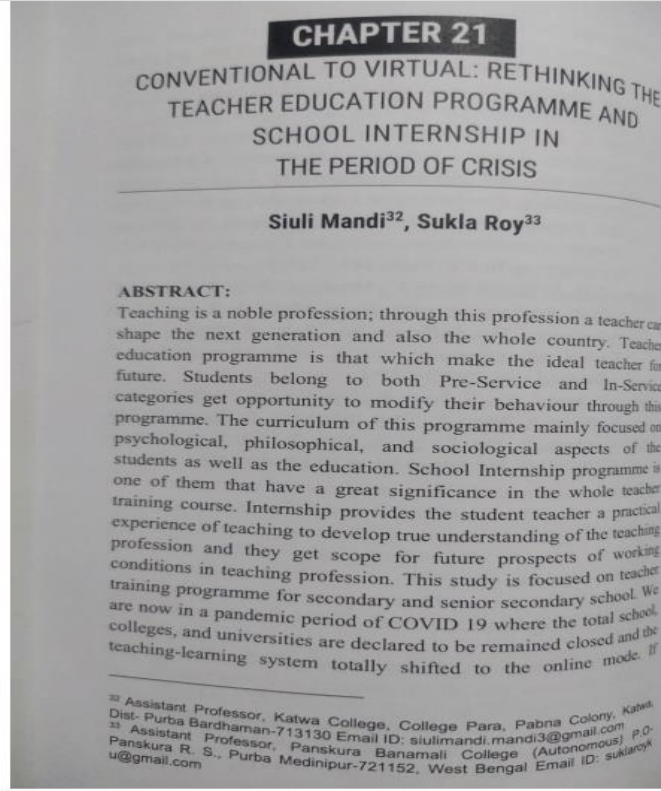 CHAPTER 21
CONVENTIONAL TO VIRTUAL: RETHINKING THE
TEACHER EDUCATION PROGRAMME AND
SCHOOL INTERNSHIP IN
THE PERIOD OF CRISIS
Siuli Mandi³², Sukla Roy³³
ABSTRACT:
Teaching is a noble profession; through this profession a teacher can
shape the next generation and also the whole country. Teacher
education programme is that which make the ideal teacher for
future. Students belong to both Pre-Service and In-Service
categories get opportunity to modify their behaviour through this
programme. The curriculum of this programme mainly focused on
psychological, philosophical, and sociological aspects of the
students as well as the education. School Internship programme is
one of them that have a great significance in the whole teacher
training course. Internship provides the student teacher a practical
experience of teaching to develop true understanding of the teaching
profession and they get scope for future prospects of working
conditions in teaching profession. This study is focused on teacher
training programme for secondary and senior secondary school. We
are now in a pandemic period of COVID 19 where the total school,
colleges, and universities are declared to be remained closed and the
teaching-learning system totally shifted to the online mode. If
³² Assistant Professor, Katwa College, College Para, Pabna Colony, Katwa,
Dist- Purba Bardhaman-713130 Email ID: siulimandi.mandi3@gmail.com
³³ Assistant Professor, Panskura Banamali College (Autonomous) P.O-
Panskura R. S., Purba Medinipur-721152, West Bengal Email ID: suklaroyk
u@gmail.com